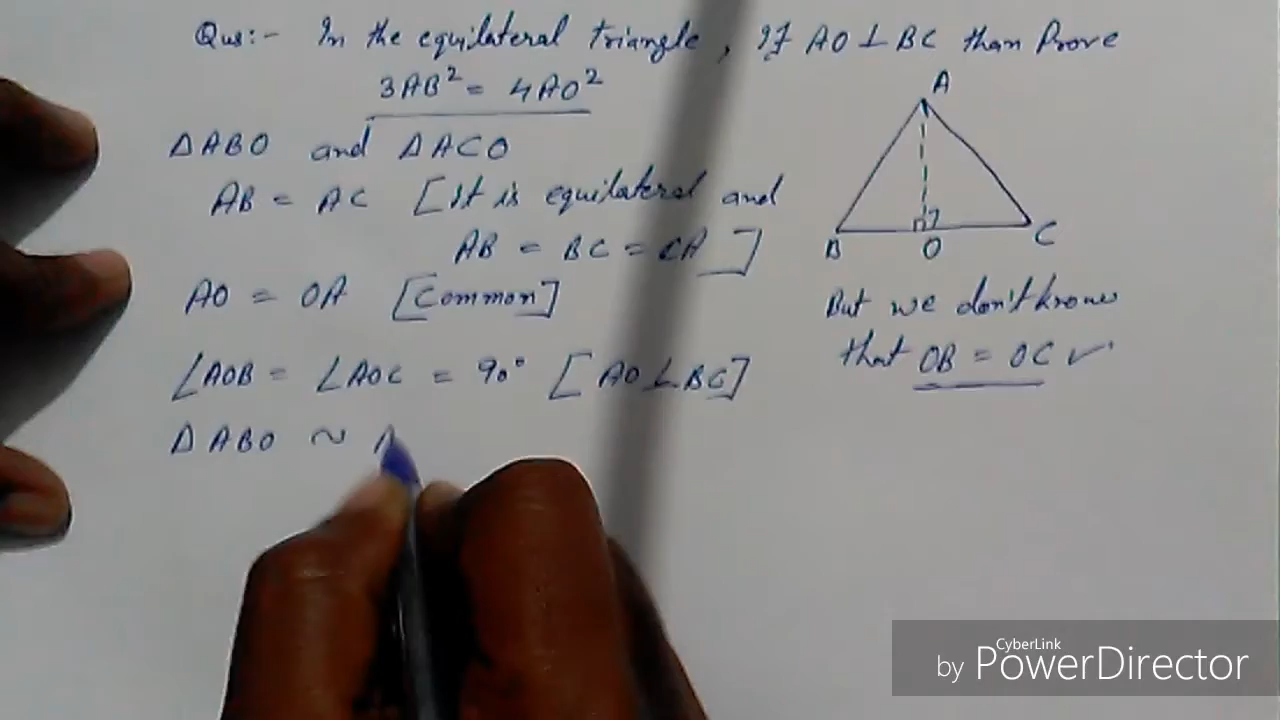 Qus:- In the equilateral triangle, If AO ⊥ BC than Prove
3AB² = 4AO²
ΔABO and ΔACO
AB = AC [It is equilateral and
AB = BC = CA]
AO = OA [Common]
∠AOB = ∠AOC = 90° [AO ⊥ BC]
ΔABO ~ Δ
A
B
O
C
But we don't know
that OB = OC ✓
CyberLink
by PowerDirector